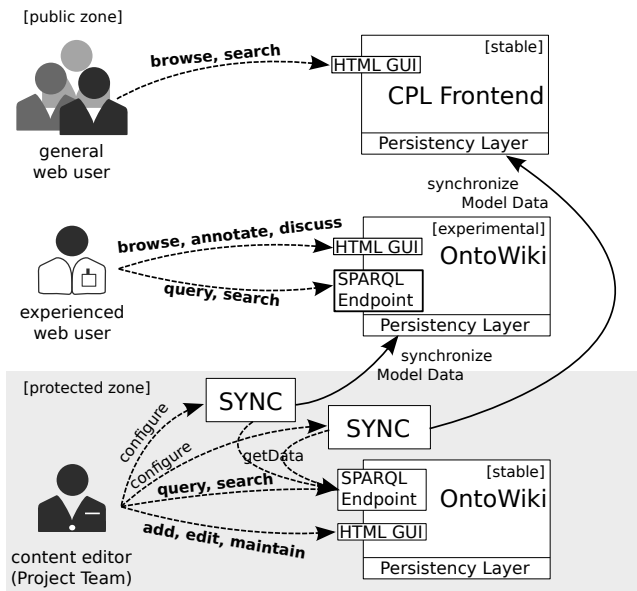 [public zone]
browse, search
[stable]
HTML GUI
CPL Frontend
Persistency Layer
general
web user
synchronize
Model Data
browse, annotate, discuss
[experimental]
HTML GUI
OntoWiki
SPARQL
Endpoint
query, search
Persistency Layer
experienced
web user
synchronize
Model Data
[protected zone]
SYNC
SYNC
configure
configure
getData
[stable]
SPARQL
Endpoint
OntoWiki
query, search
HTML GUI
add, edit, maintain
Persistency Layer
content editor
(Project Team)